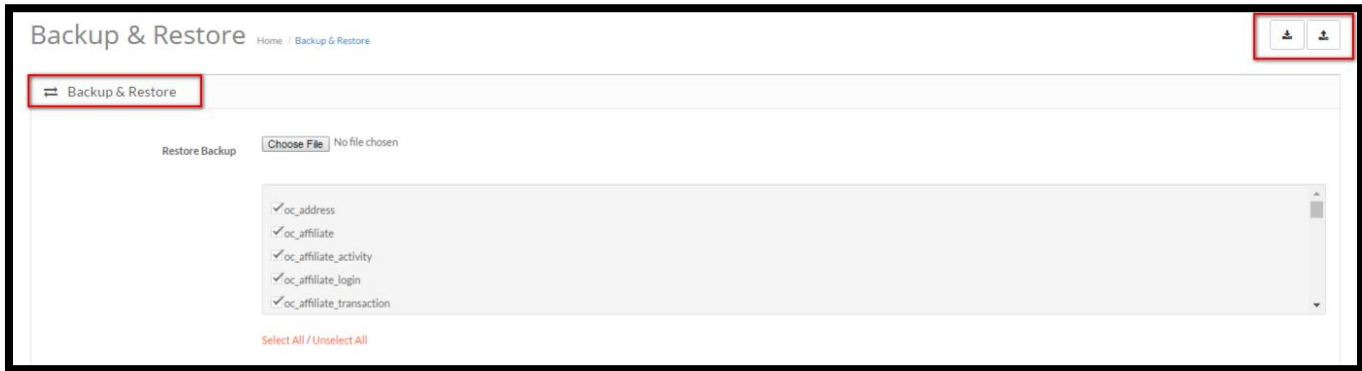 Backup & Restore Home / Backup & Restore
Backup & Restore
Restore Backup Choose File No file chosen
oc_address
oc_affiliate
oc_affiliate_activity
oc_affiliate_login
oc_affiliate_transaction
Select All / Unselect All